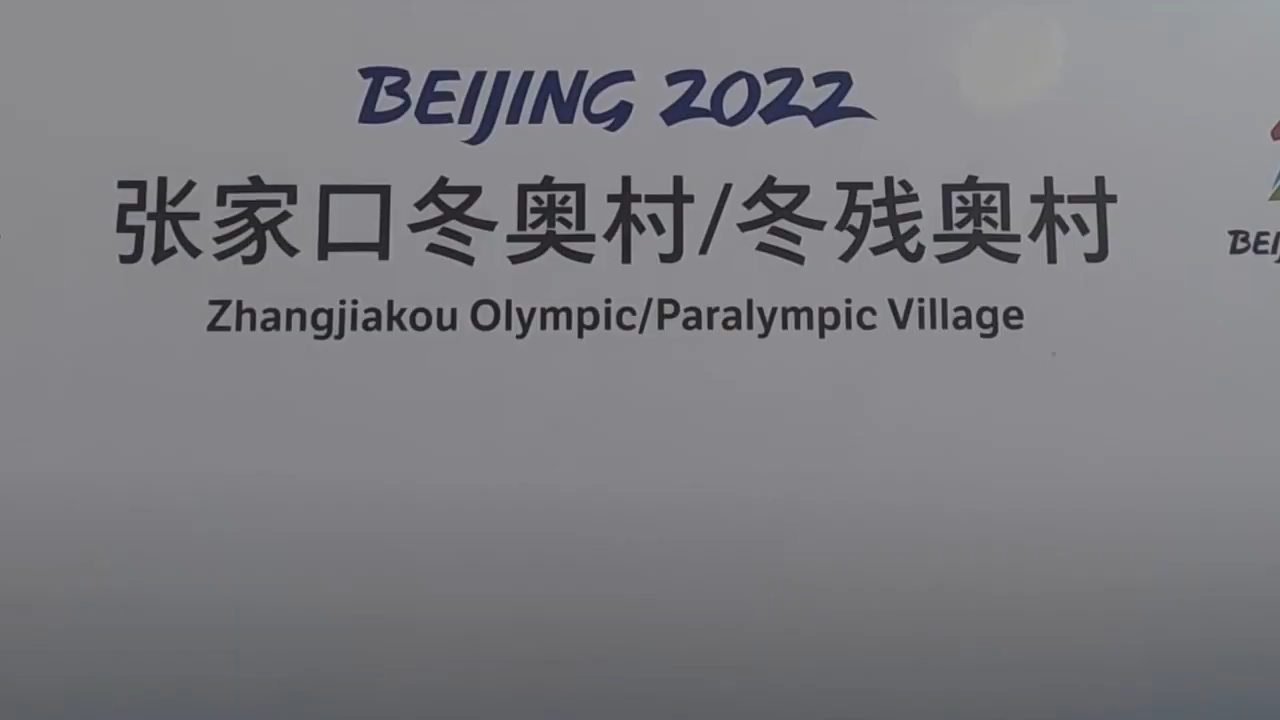 BEIJING 2022
张家口冬奥村/冬残奥村
Zhangjiakou Olympic/Paralympic Village